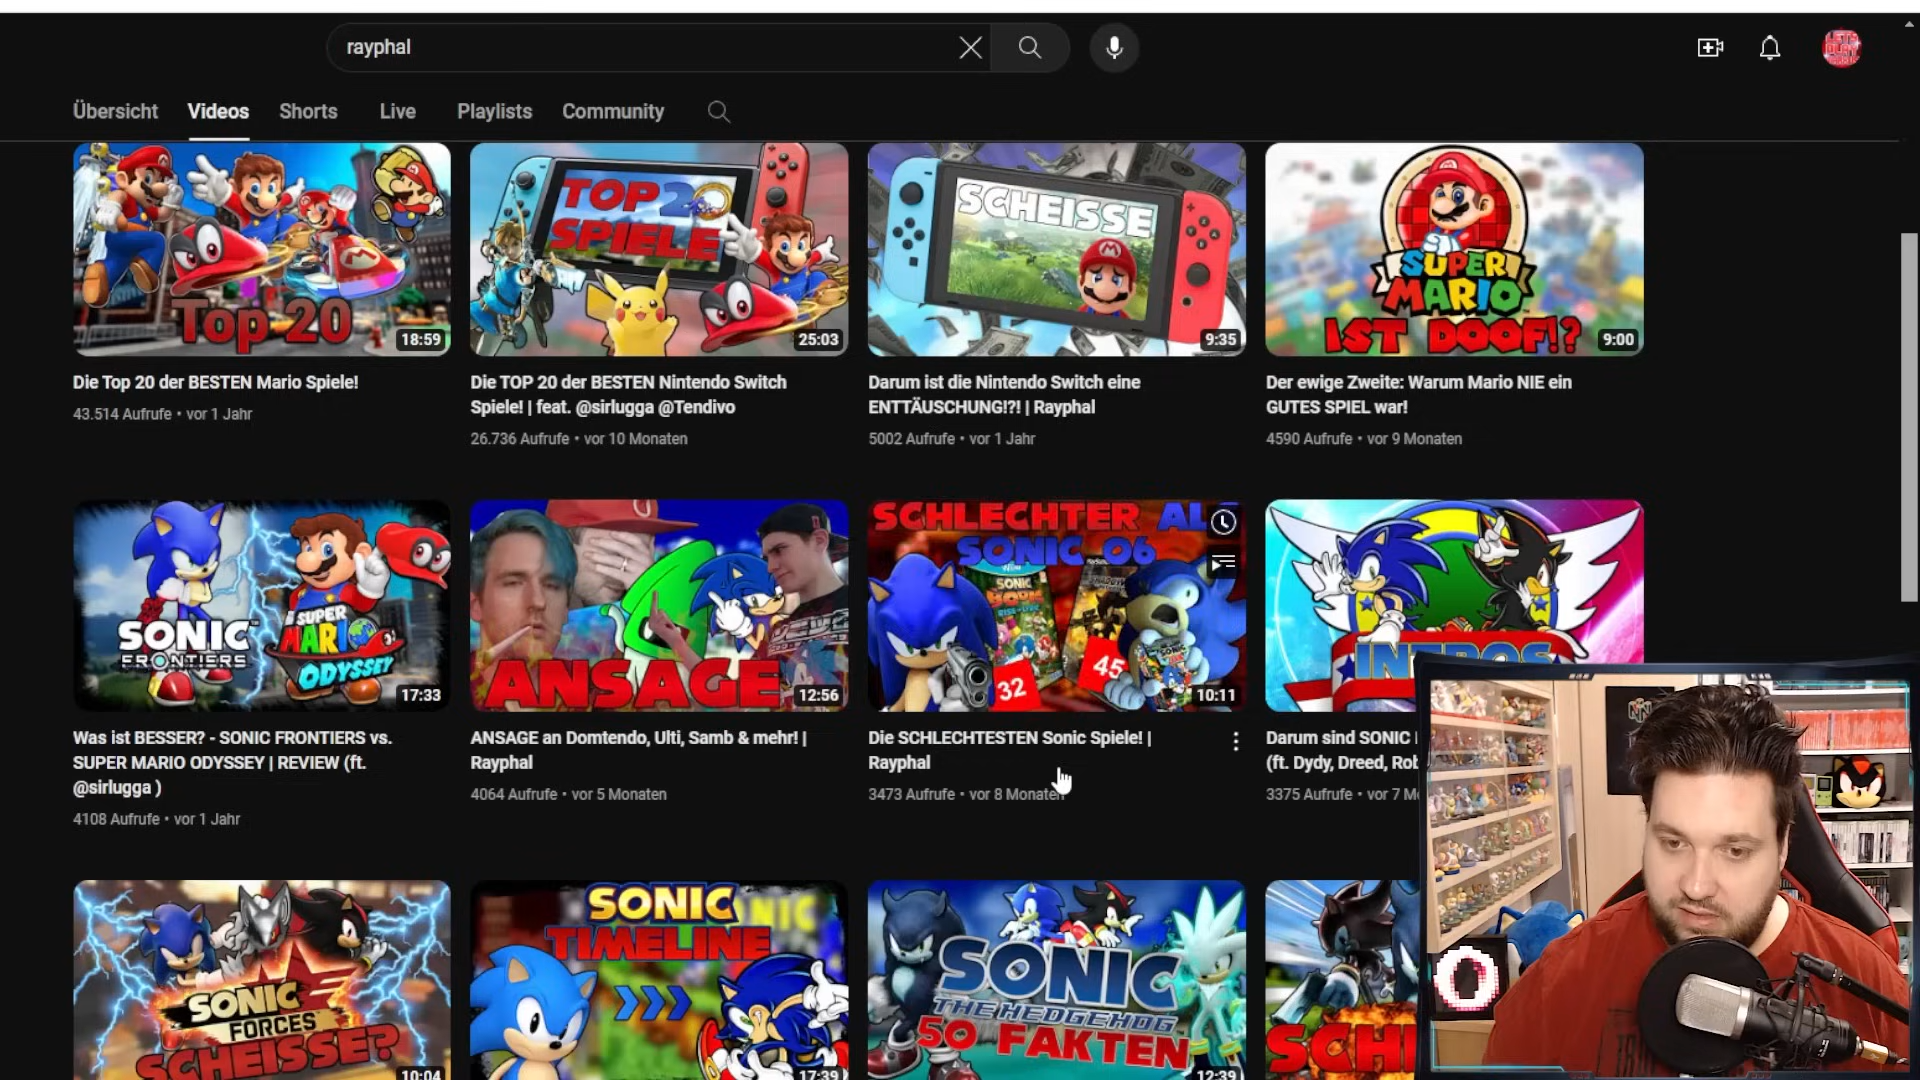 rayphal
Übersicht
Videos
Shorts
Live
Playlists
Community
Top 20
18:59
TOP 20
SPIELE
25:03
SCHEISSE
9:35
SUPER
MARIO
IST DOOF!?
9:00
Die Top 20 der BESTEN Mario Spiele!
43.514 Aufrufe • vor 1 Jahr
Die TOP 20 der BESTEN Nintendo Switch
Spiele! | feat. @sirlugga @Tendivo
26.736 Aufrufe • vor 10 Monaten
Darum ist die Nintendo Switch eine
ENTTÄUSCHUNG!?! | Rayphal
5002 Aufrufe • vor 1 Jahr
Der ewige Zweite: Warum Mario NIE ein
GUTES SPIEL war!
4590 Aufrufe • vor 9 Monaten
SONIC
FRONTIERS
SUPER
MARIO
ODYSSEY
17:33
ANSAGE
12:56
SCHLECHTER AL
SONIC 06
SONIC
BOOM
32
45
10:11
INTROS
Was ist BESSER? - SONIC FRONTIERS vs.
SUPER MARIO ODYSSEY | REVIEW (ft.
@sirlugga )
4108 Aufrufe • vor 1 Jahr
ANSAGE an Domtendo, Ulti, Samb & mehr! |
Rayphal
4064 Aufrufe • vor 5 Monaten
Die SCHLECHTESTEN Sonic Spiele! |
Rayphal
3473 Aufrufe • vor 8 Monaten
Darum sind SONIC
(ft. Dydy, Dreed, Rob
3375 Aufrufe • vor 7 M
SONIC
FORCES
SCHEISSE?
10:04
SONIC
TIMELINE
17:39
SONIC
THE HEDGEHOG
50 FAKTEN
12:39
SCH